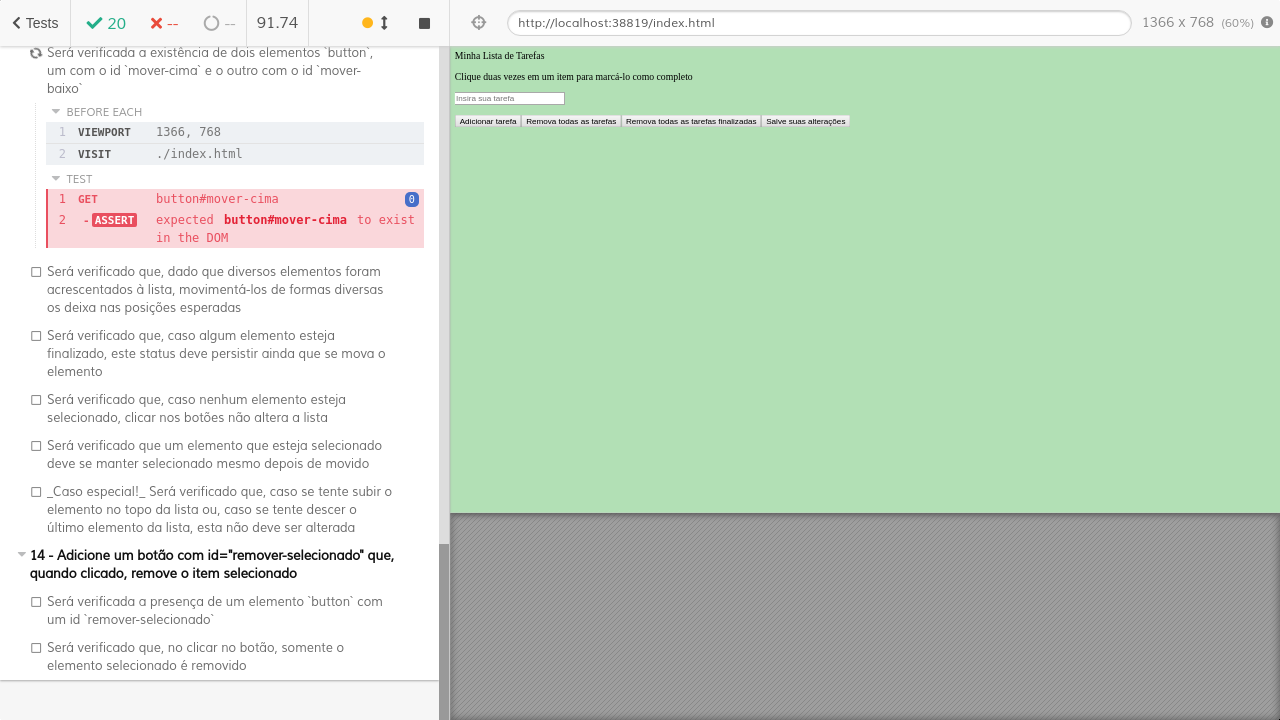 Tests 20 -- -- 91.74 http://localhost:38819/index.html 1366 x 768 (60%)
Será verificada a existência de dois elementos `button`,
um com o id `mover-cima` e o outro com o id `mover-
baixo`
BEFORE EACH
1 VIEWPORT 1366, 768
2 VISIT ./index.html
TEST
1 GET button#mover-cima 0
2 -ASSERT expected button#mover-cima to exist
in the DOM
Será verificado que, dado que diversos elementos foram
acrescentados à lista, movimentá-los de formas diversas
os deixa nas posições esperadas
Será verificado que, caso algum elemento esteja
finalizado, este status deve persistir ainda que se mova o
elemento
Será verificado que, caso nenhum elemento esteja
selecionado, clicar nos botões não altera a lista
Será verificado que um elemento que esteja selecionado
deve se manter selecionado mesmo depois de movido
_Caso especial!_ Será verificado que, caso se tente subir o
elemento no topo da lista ou, caso se tente descer o
último elemento da lista, esta não deve ser alterada
14 - Adicione um botão com id="remover-selecionado" que,
quando clicado, remove o item selecionado
Será verificada a presença de um elemento `button` com
um id `remover-selecionado`
Será verificado que, no clicar no botão, somente o
elemento selecionado é removido
Minha Lista de Tarefas
Clique duas vezes em um item para marcá-lo como completo
Insira sua tarefa
Adicionar tarefa Remova todas as tarefas Remova todas as tarefas finalizadas Salve suas alterações